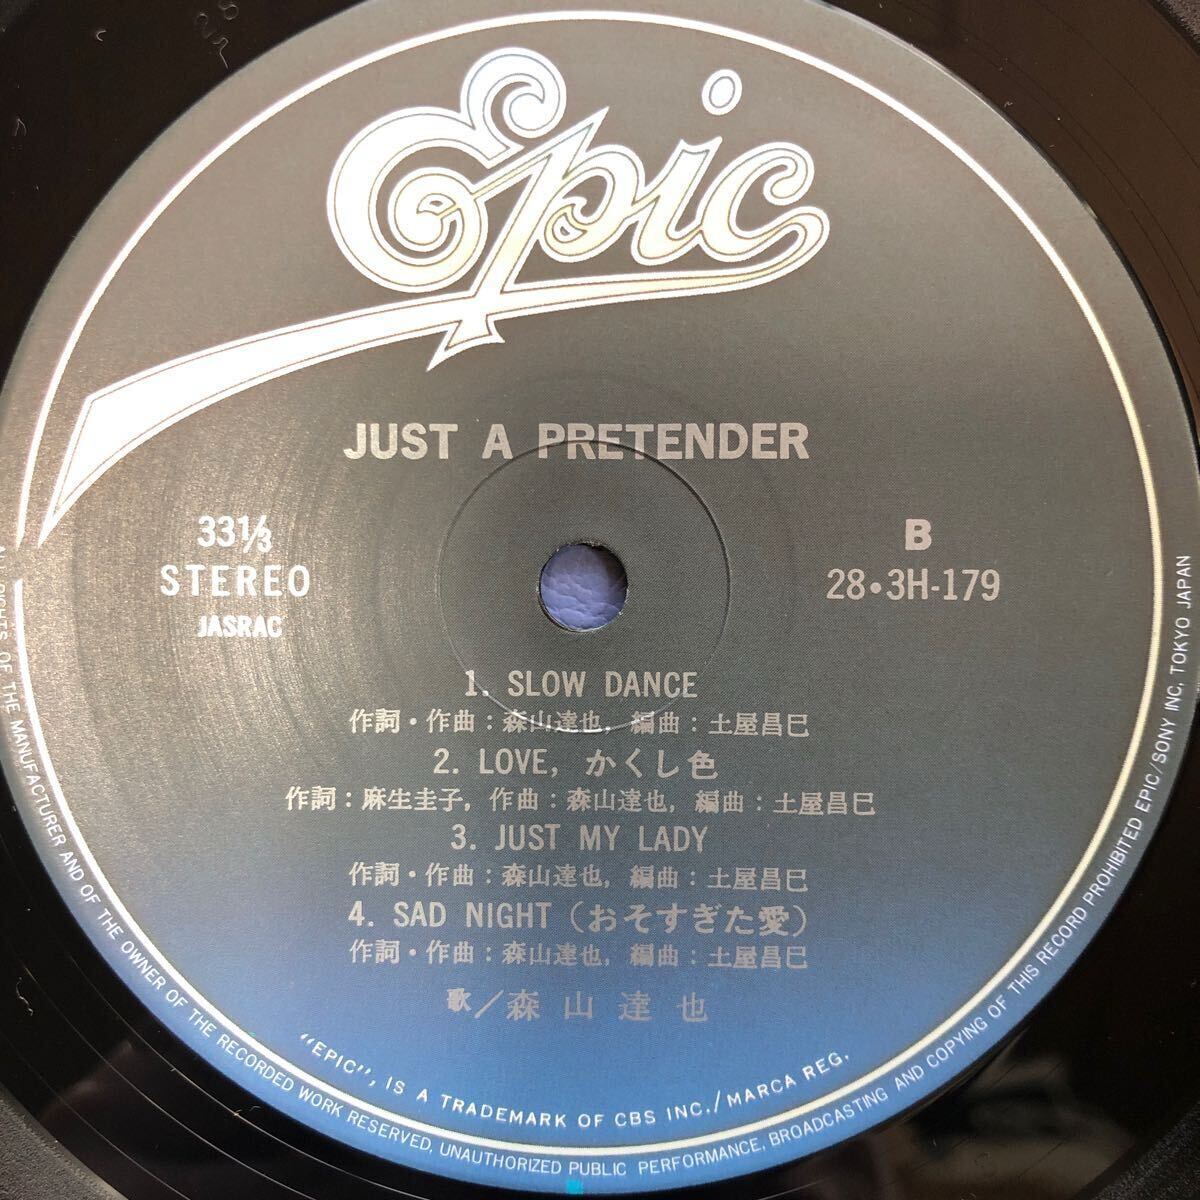 Epic
JUST A PRETENDER
33⅓
STEREO
JASRAC
B
28・3H-179
1. SLOW DANCE
作詞・作曲：森山達也，編曲：土屋昌巳
2. LOVE, かくし色
作詞：麻生圭子，作曲：森山達也，編曲：土屋昌巳
3. JUST MY LADY
作詞・作曲：森山達也，編曲：土屋昌巳
4. SAD NIGHT（おそすぎた愛）
作詞・作曲：森山達也，編曲：土屋昌巳
歌／森山達也
"EPIC", IS A TRADEMARK OF CBS INC./MARCA REG.
ALL RIGHTS OF THE MANUFACTURER AND OF THE OWNER OF THE RECORDED WORK RESERVED, UNAUTHORIZED PUBLIC PERFORMANCE, BROADCASTING AND COPYING OF THIS RECORD PROHIBITED EPIC/SONY INC, TOKYO JAPAN